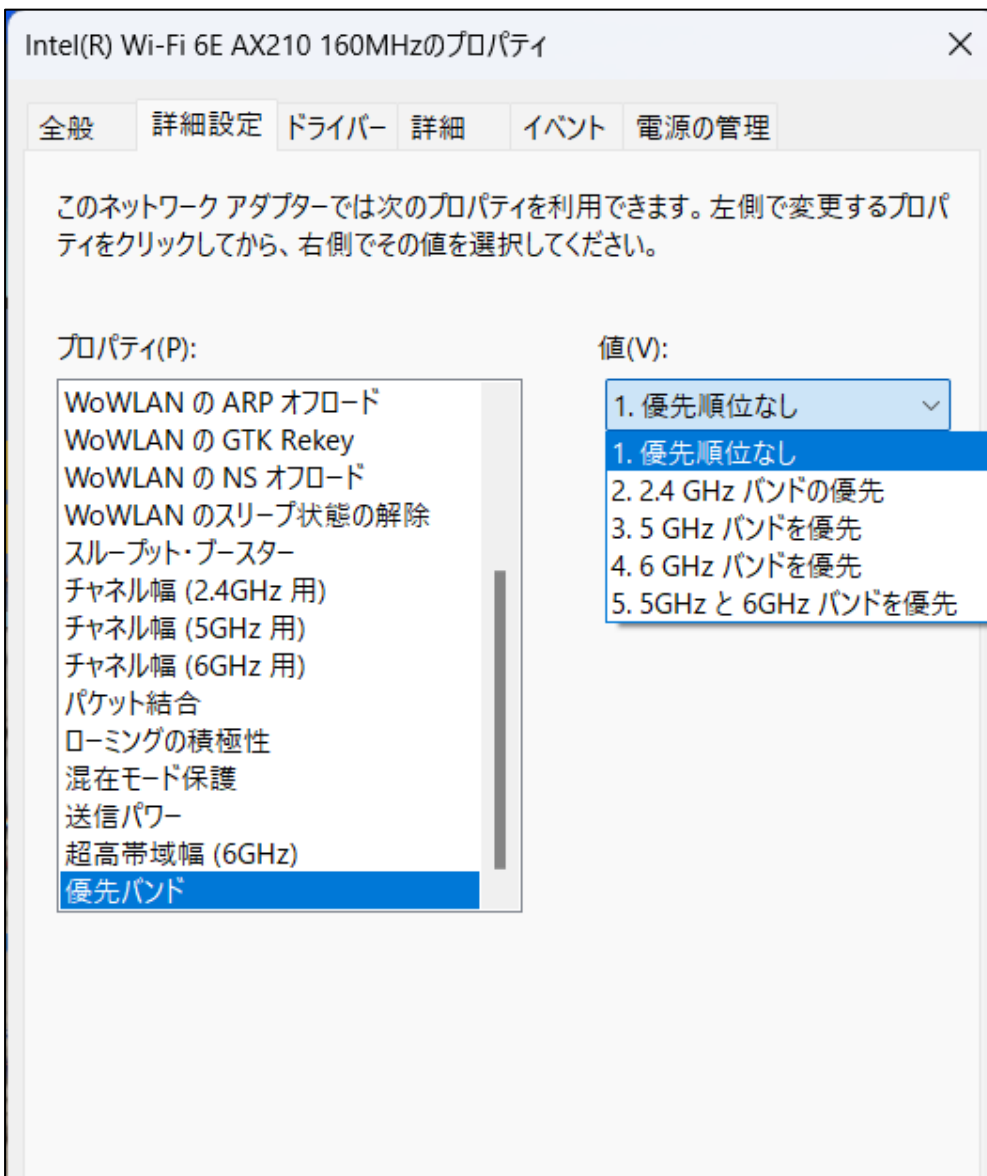 Intel(R) Wi-Fi 6E AX210 160MHzのプロパティ
全般 詳細設定 ドライバー 詳細 イベント 電源の管理
このネットワーク アダプターでは次のプロパティを利用できます。左側で変更するプロパ
ティをクリックしてから、右側でその値を選択してください。
プロパティ(P):
WoWLAN の ARP オフロード
WoWLAN の GTK Rekey
WoWLAN の NS オフロード
WoWLAN のスリープ状態の解除
スループット・ブースター
チャネル幅 (2.4GHz 用)
チャネル幅 (5GHz 用)
チャネル幅 (6GHz 用)
パケット結合
ローミングの積極性
混在モード保護
送信パワー
超高帯域幅 (6GHz)
優先バンド
値(V):
1. 優先順位なし
1. 優先順位なし
2. 2.4 GHz バンドの優先
3. 5 GHz バンドを優先
4. 6 GHz バンドを優先
5. 5GHz と 6GHz バンドを優先